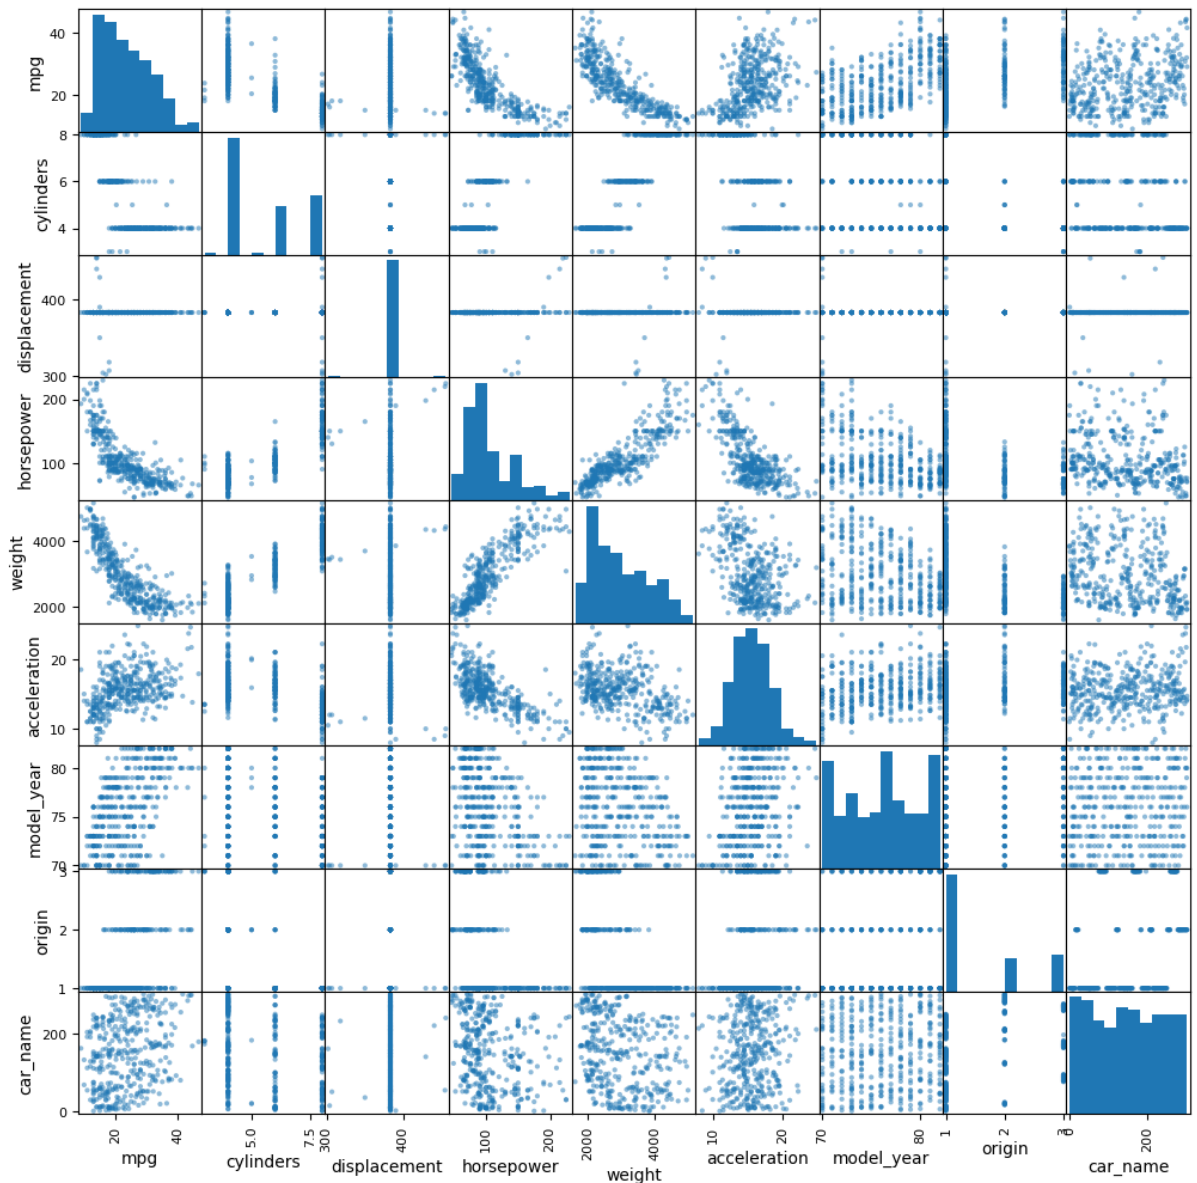 40
20
mpg
8
6
4
cylinders
400
300
displacement
200
100
horsepower
4000
2000
weight
20
10
acceleration
80
75
70
model_year
3
2
1
origin
200
0
car_name
20 40 5.0 7.5 300 400 100 200 2000 4000 10 20 70 80 1 2 3 0 200
mpg cylinders displacement horsepower weight acceleration model_year origin car_name